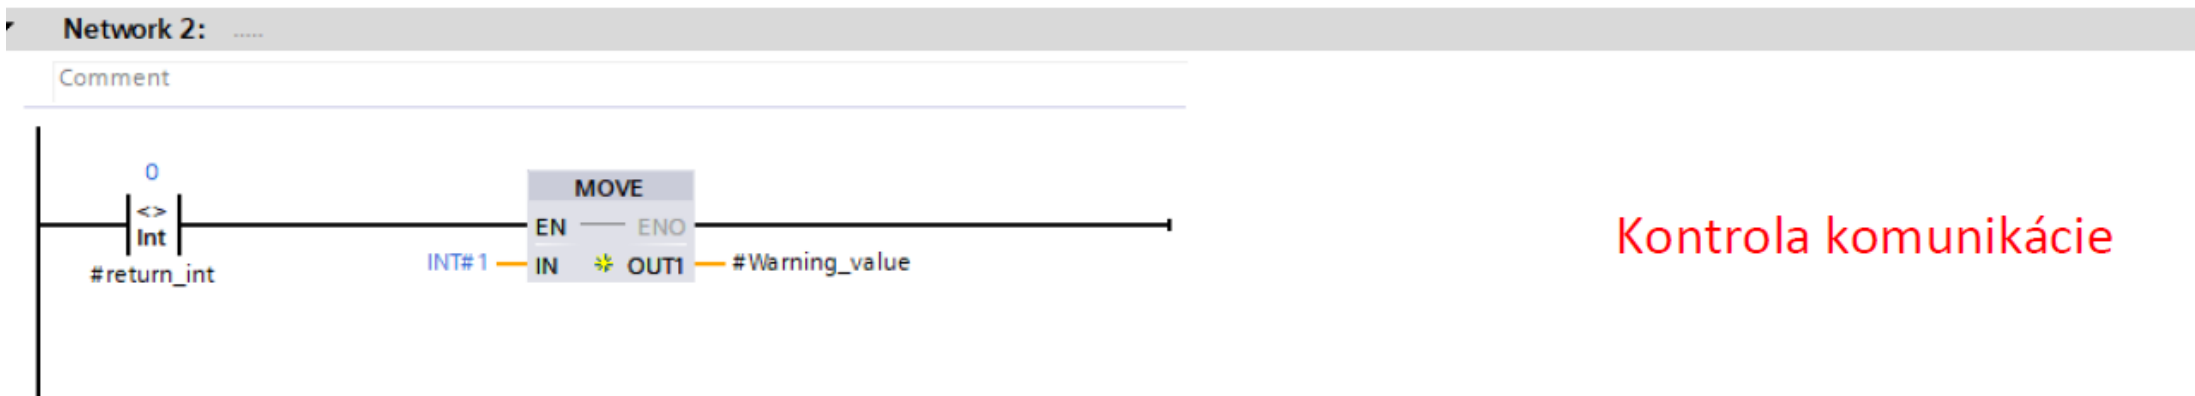 Network 2: .....
Comment
0
<>
Int
#return_int
MOVE
EN ENO
INT#1 IN OUT1 #Warning_value
Kontrola komunikácie